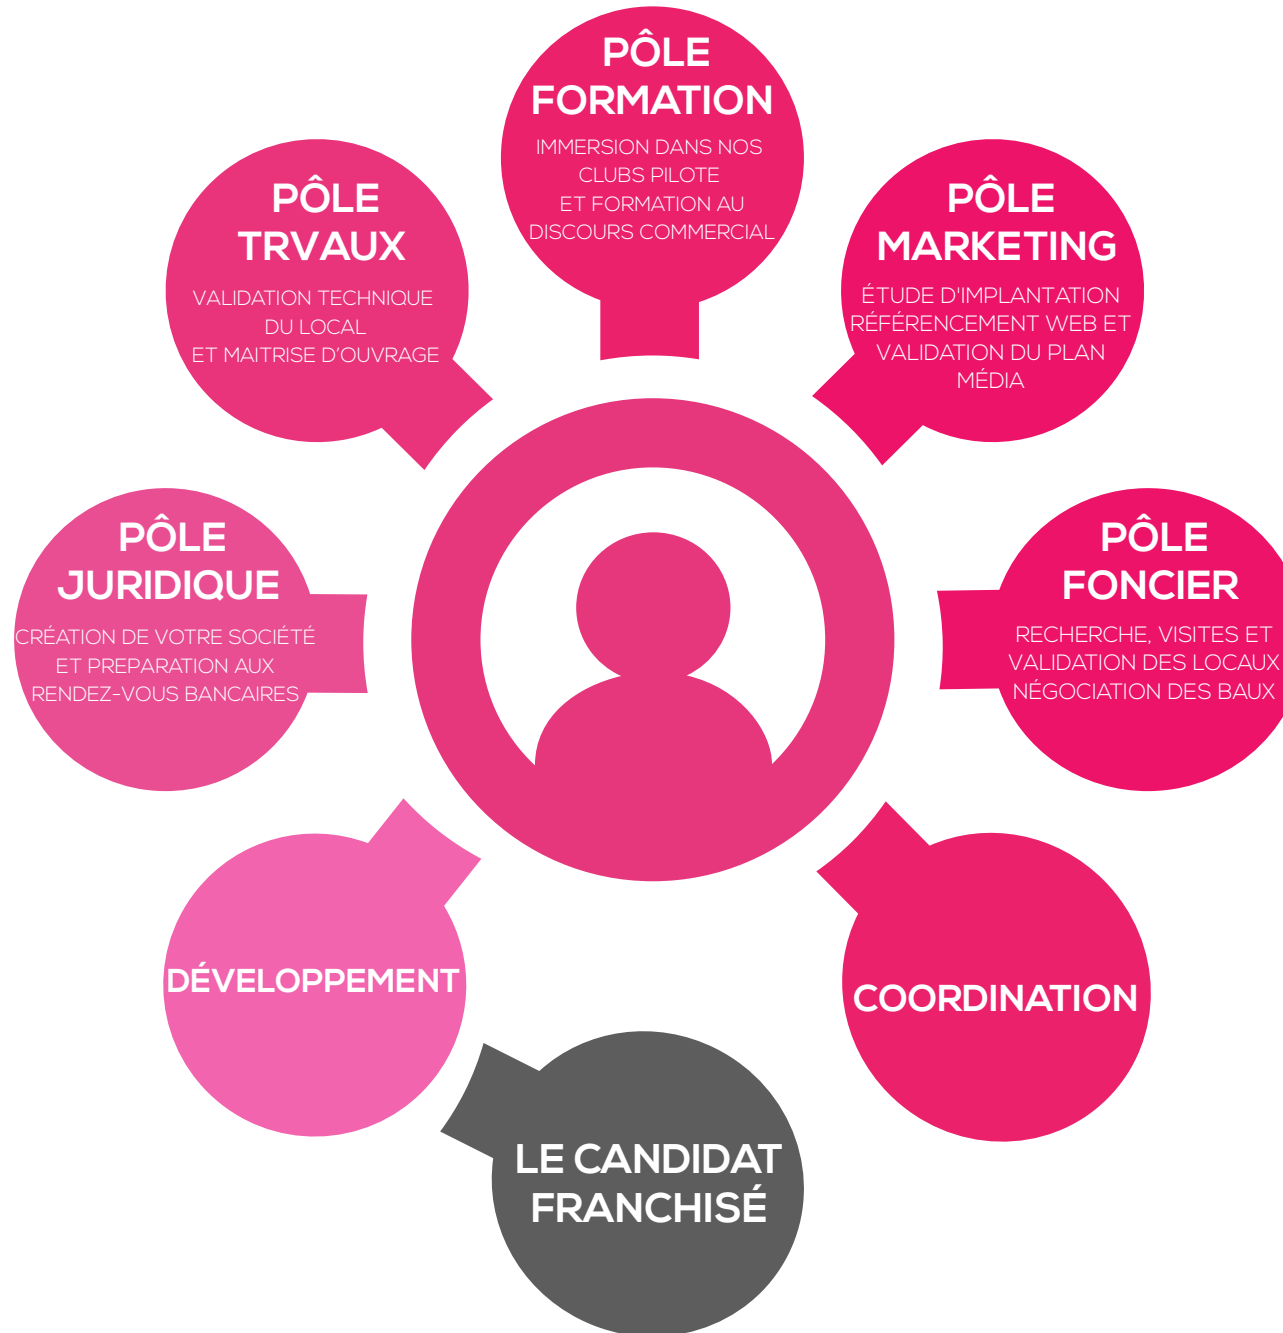 PÔLE
FORMATION
IMMERSION DANS NOS
CLUBS PILOTE
ET FORMATION AU
DISCOURS COMMERCIAL
PÔLE
TRVAUX
VALIDATION TECHNIQUE
DU LOCAL
ET MAITRISE D'OUVRAGE
PÔLE
MARKETING
ÉTUDE D'IMPLANTATION
RÉFÉRENCEMENT WEB ET
VALIDATION DU PLAN
MÉDIA
PÔLE
JURIDIQUE
CRÉATION DE VOTRE SOCIÉTÉ
ET PREPARATION AUX
RENDEZ-VOUS BANCAIRES
PÔLE
FONCIER
RECHERCHE, VISITES ET
VALIDATION DES LOCAUX
NÉGOCIATION DES BAUX
DÉVELOPPEMENT
COORDINATION
LE CANDIDAT
FRANCHISÉ